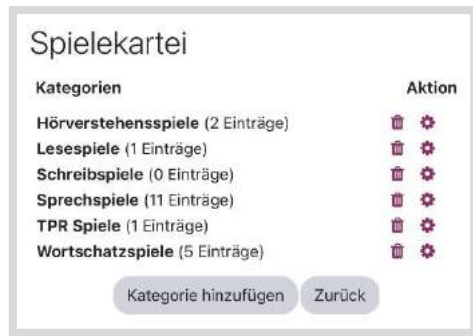 Spielekartei
Kategorien Aktion
Hörverstehensspiele (2 Einträge)
Lesespiele (1 Einträge)
Schreibspiele (0 Einträge)
Sprechspiele (11 Einträge)
TPR Spiele (1 Einträge)
Wortschatzspiele (5 Einträge)
Kategorie hinzufügen Zurück